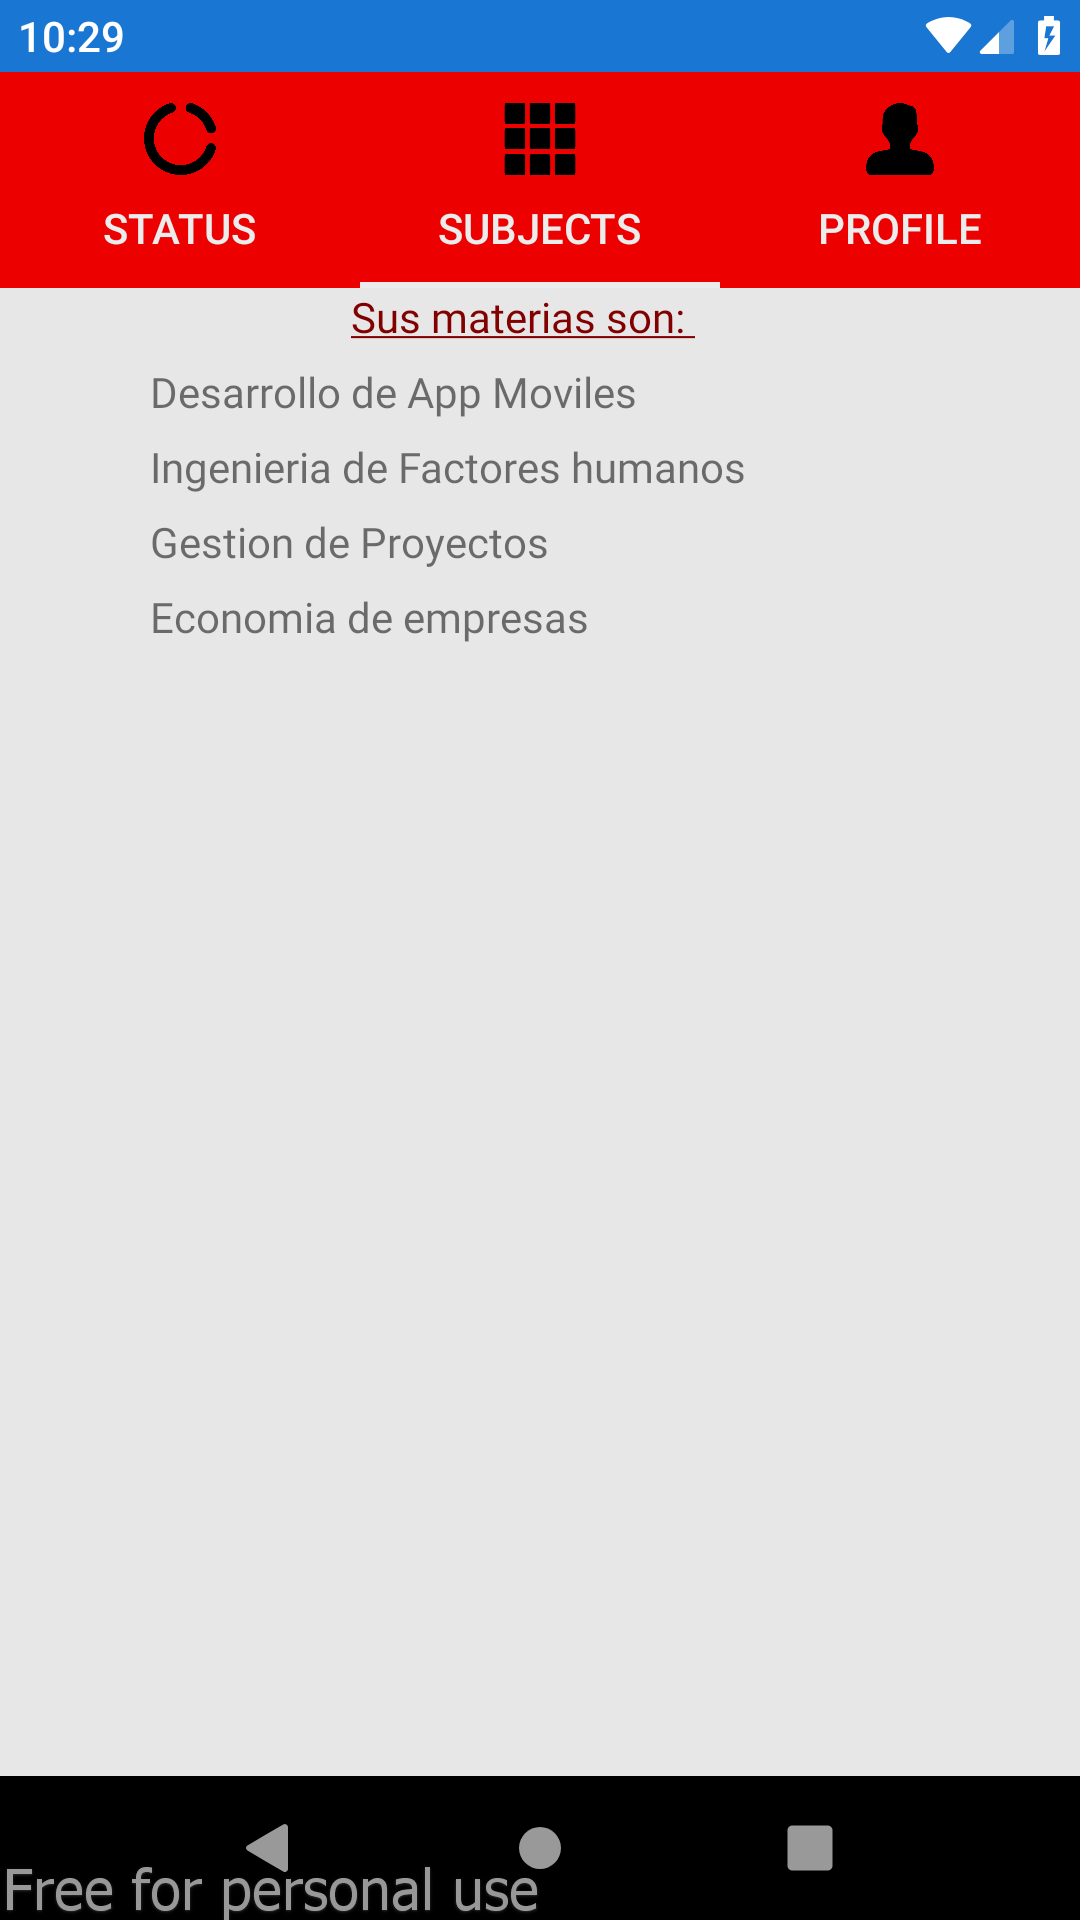 10:29
STATUS SUBJECTS PROFILE
Sus materias son:
Desarrollo de App Moviles
Ingenieria de Factores humanos
Gestion de Proyectos
Economia de empresas
Free for personal use